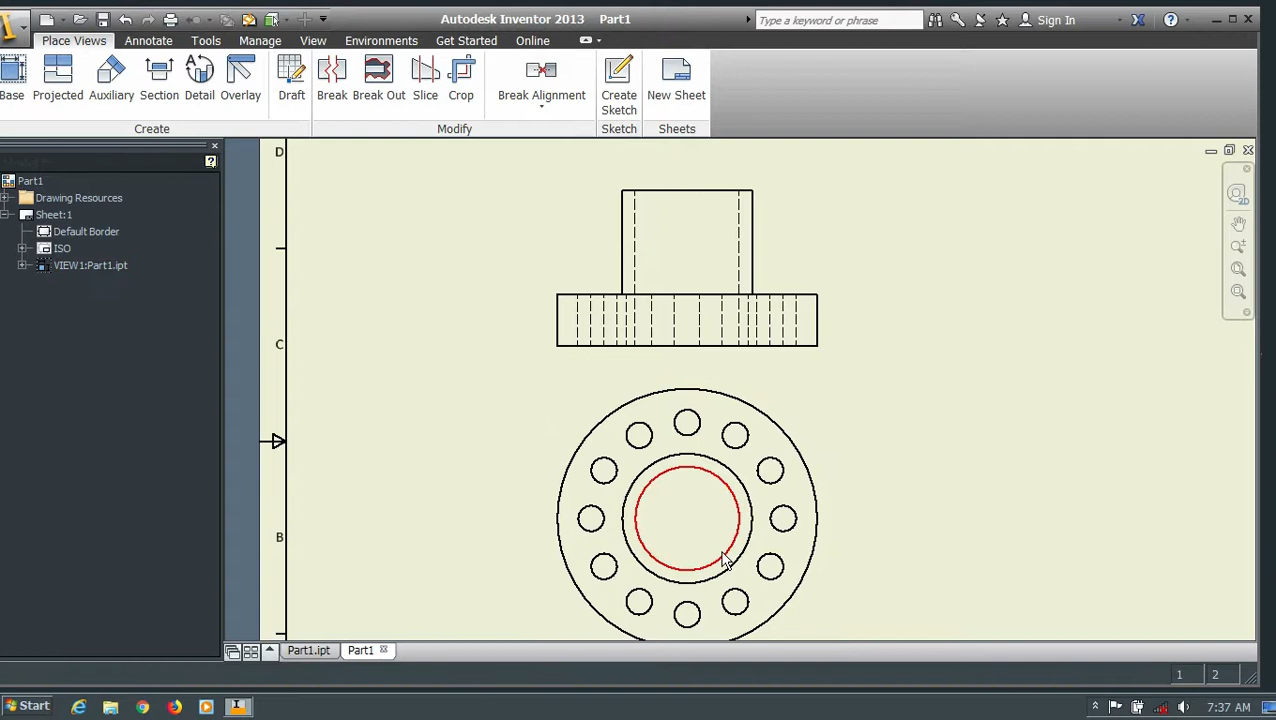 Autodesk Inventor 2013 Part1
Type a keyword or phrase
Sign In
Place Views Annotate Tools Manage View Environments Get Started Online
Base Projected Auxiliary Section Detail Overlay Draft Break Break Out Slice Crop Break Alignment Create Sketch New Sheet
Create Modify Sketch Sheets
Part1
Drawing Resources
Sheet:1
Default Border
ISO
VIEW1:Part1.ipt
D
C
B
2D
Part1.ipt Part1
1 2
Start
7:37 AM